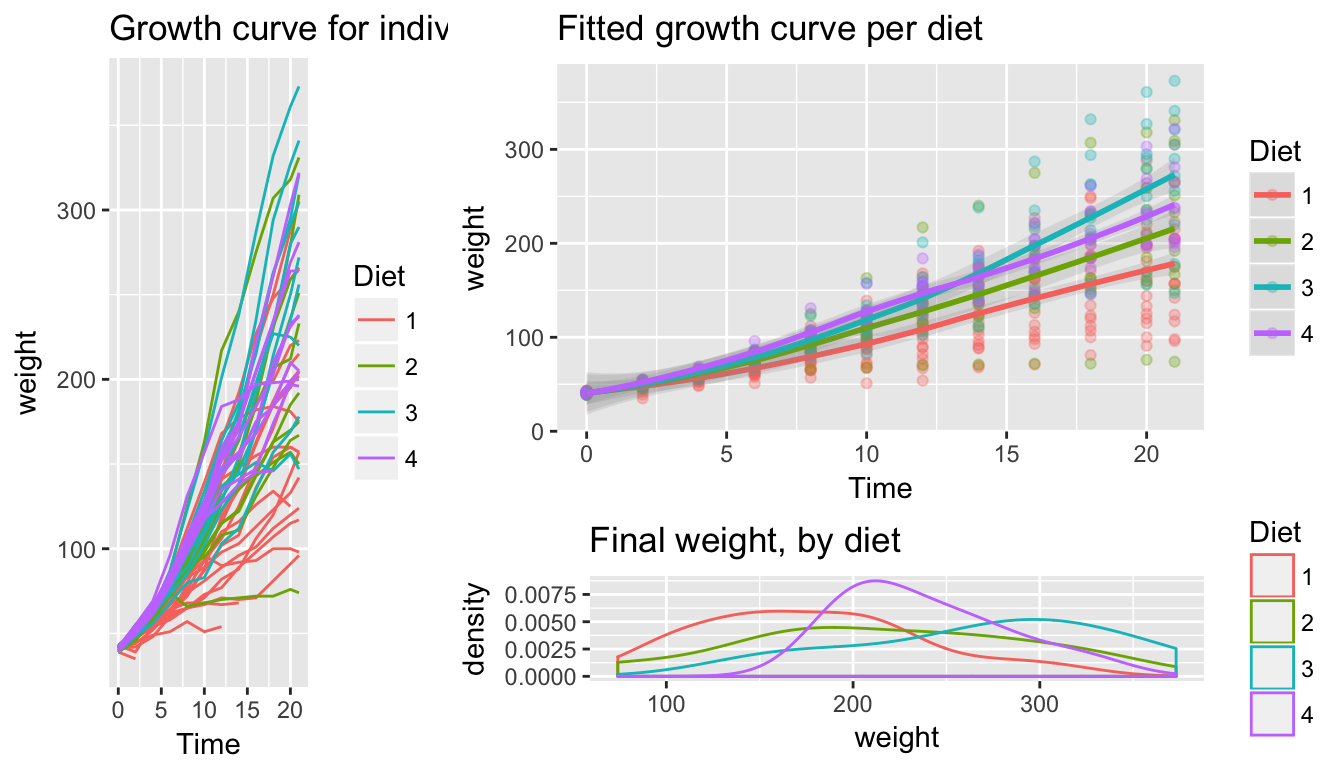 Growth curve for indiv
weight
300
200
100
0 5 10 15 20
Time
Diet
1
2
3
4
Fitted growth curve per diet
weight
300
200
100
0
0 5 10 15 20
Time
Diet
1
2
3
4
Final weight, by diet
density
0.0075
0.0050
0.0025
0.0000
100 200 300
weight
Diet
1
2
3
4